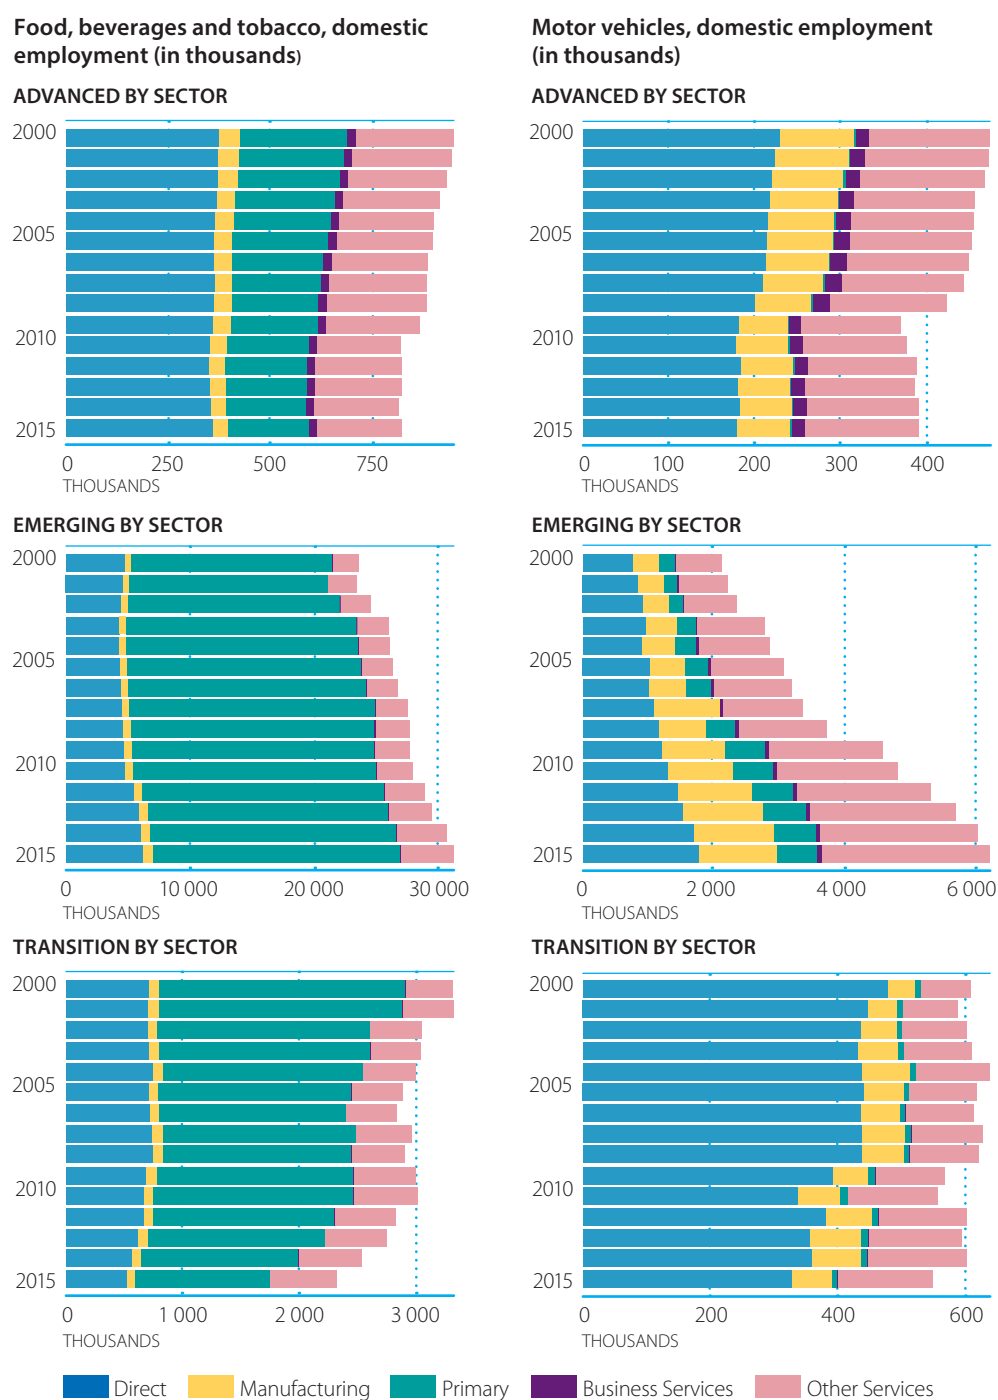 Food, beverages and tobacco, domestic
employment (in thousands)
ADVANCED BY SECTOR
2000
2005
2010
2015
0 250 500 750
THOUSANDS
EMERGING BY SECTOR
2000
2005
2010
2015
0 10 000 20 000 30 000
THOUSANDS
TRANSITION BY SECTOR
2000
2005
2010
2015
0 1 000 2 000 3 000
THOUSANDS
Motor vehicles, domestic employment
(in thousands)
ADVANCED BY SECTOR
2000
2005
2010
2015
0 100 200 300 400
THOUSANDS
EMERGING BY SECTOR
2000
2005
2010
2015
0 2 000 4 000 6 000
THOUSANDS
TRANSITION BY SECTOR
2000
2005
2010
2015
0 200 400 600
THOUSANDS
Direct Manufacturing Primary Business Services Other Services